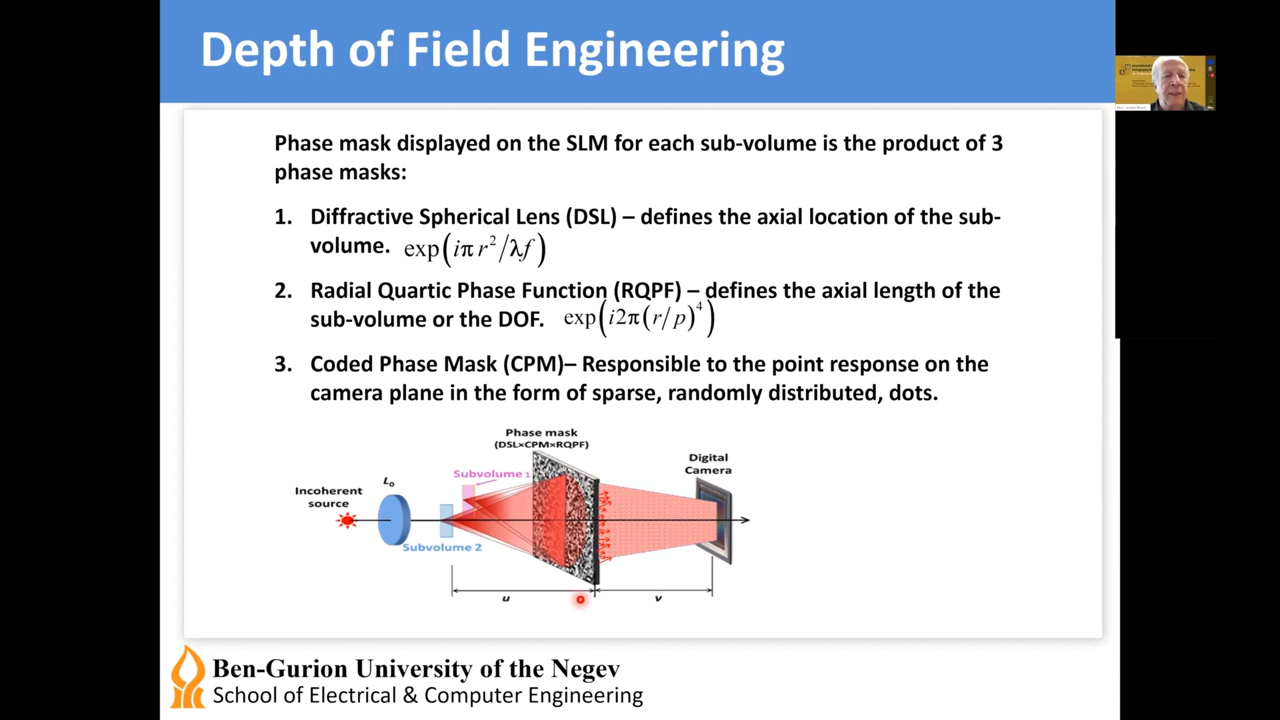 Depth of Field Engineering
Phase mask displayed on the SLM for each sub-volume is the product of 3
phase masks:
1. Diffractive Spherical Lens (DSL) – defines the axial location of the sub-
volume. exp(iπr²/λf)
2. Radial Quartic Phase Function (RQPF) – defines the axial length of the
sub-volume or the DOF. exp(i2π(r/p)⁴)
3. Coded Phase Mask (CPM)– Responsible to the point response on the
camera plane in the form of sparse, randomly distributed, dots.
Phase mask
(DSL×CPM×RQPF)
Digital
Camera
Subvolume 1
L₀
Incoherent
source
Subvolume 2
u
v
Ben-Gurion University of the Negev
School of Electrical & Computer Engineering